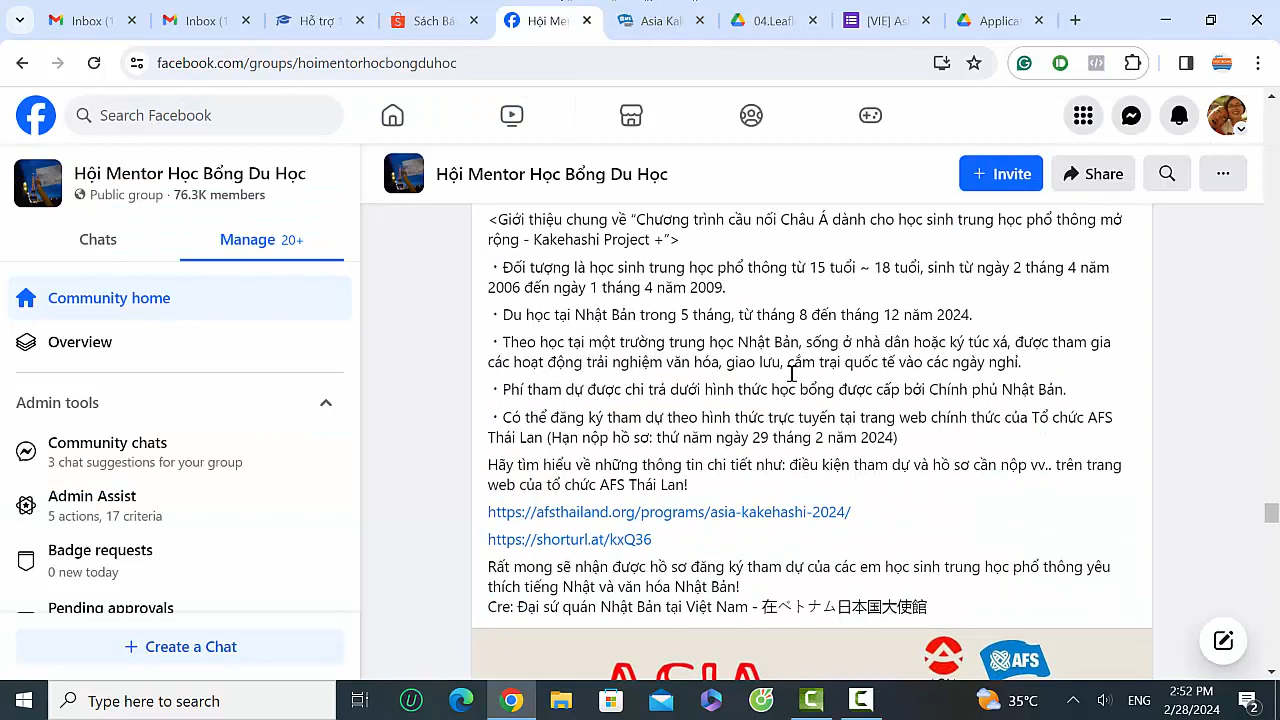 Inbox (1
Inbox (1
Hỗ trợ 1
Sách Bá
Hội Me
Asia Ka
04.Leafl
[VIE] Asi
Applicat
facebook.com/groups/hoimentorhocbongduhoc
Search Facebook
Hội Mentor Học Bổng Du Học
Public group · 76.3K members
Chats
Manage 20+
Community home
Overview
Admin tools
Community chats
3 chat suggestions for your group
Admin Assist
5 actions, 17 criteria
Badge requests
0 new today
Pending approvals
+ Create a Chat
Hội Mentor Học Bổng Du Học
+ Invite
Share
<Giới thiệu chung về “Chương trình cầu nối Châu Á dành cho học sinh trung học phổ thông mở
rộng - Kakehashi Project +”>
・Đối tượng là học sinh trung học phổ thông từ 15 tuổi ~ 18 tuổi, sinh từ ngày 2 tháng 4 năm
2006 đến ngày 1 tháng 4 năm 2009.
・Du học tại Nhật Bản trong 5 tháng, từ tháng 8 đến tháng 12 năm 2024.
・Theo học tại một trường trung học Nhật Bản, sống ở nhà dân hoặc ký túc xá, được tham gia
các hoạt động trải nghiệm văn hóa, giao lưu, cắm trại quốc tế vào các ngày nghỉ.
・Phí tham dự được chi trả dưới hình thức học bổng được cấp bởi Chính phủ Nhật Bản.
・Có thể đăng ký tham dự theo hình thức trực tuyến tại trang web chính thức của Tổ chức AFS
Thái Lan (Hạn nộp hồ sơ: thứ năm ngày 29 tháng 2 năm 2024)
Hãy tìm hiểu về những thông tin chi tiết như: điều kiện tham dự và hồ sơ cần nộp vv.. trên trang
web của tổ chức AFS Thái Lan!
https://afsthailand.org/programs/asia-kakehashi-2024/
https://shorturl.at/kxQ36
Rất mong sẽ nhận được hồ sơ đăng ký tham dự của các em học sinh trung học phổ thông yêu
thích tiếng Nhật và văn hóa Nhật Bản!
Cre: Đại sứ quán Nhật Bản tại Việt Nam - 在ベトナム日本国大使館
ASIA
AFS
Type here to search
35°C
ENG
2:52 PM
2/28/2024
2